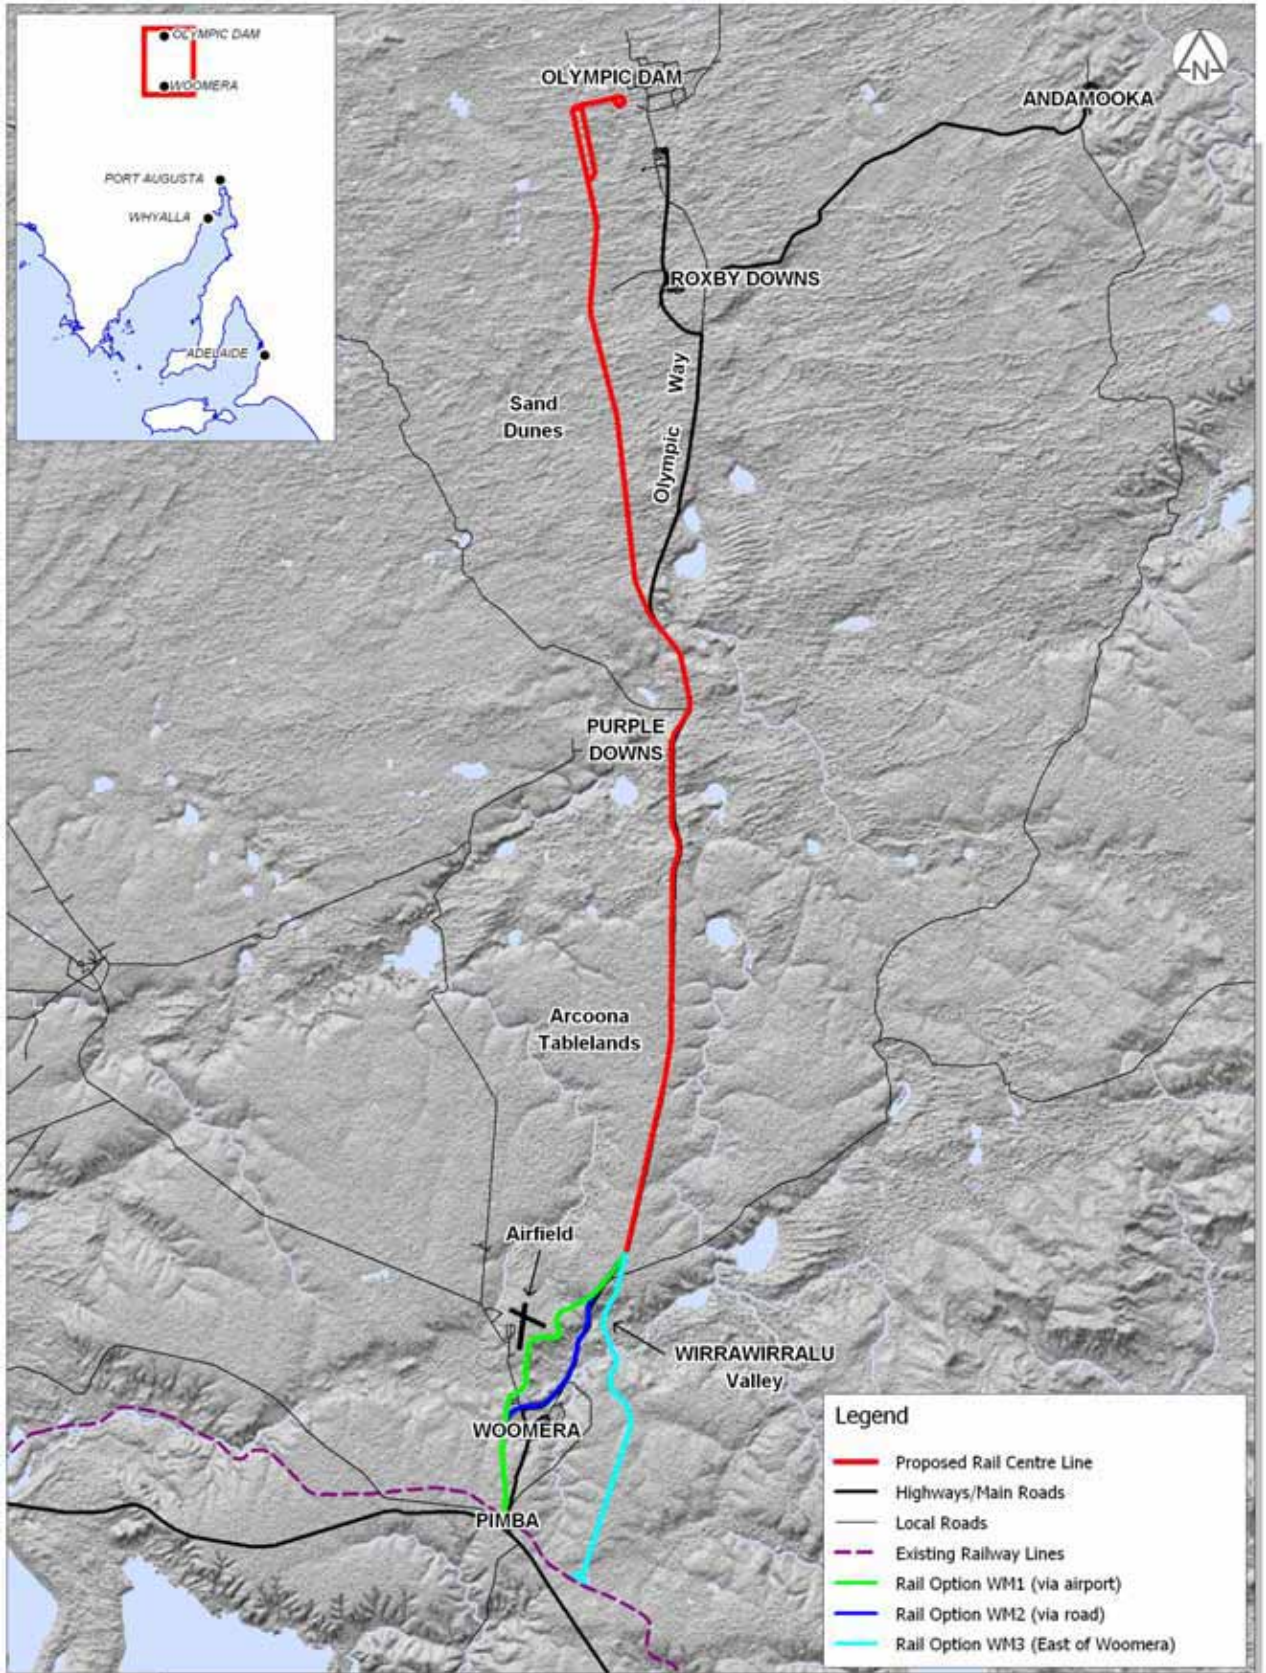 OLYMPIC DAM
WOOMERA
PORT AUGUSTA
WHYALLA
ADELAIDE
N
OLYMPIC DAM
ANDAMOOKA
ROXBY DOWNS
Olympic Way
Sand
Dunes
PURPLE
DOWNS
Arcoona
Tablelands
Airfield
WIRRAWIRRALU
Valley
WOOMERA
PIMBA
Legend
Proposed Rail Centre Line
Highways/Main Roads
Local Roads
Existing Railway Lines
Rail Option WM1 (via airport)
Rail Option WM2 (via road)
Rail Option WM3 (East of Woomera)